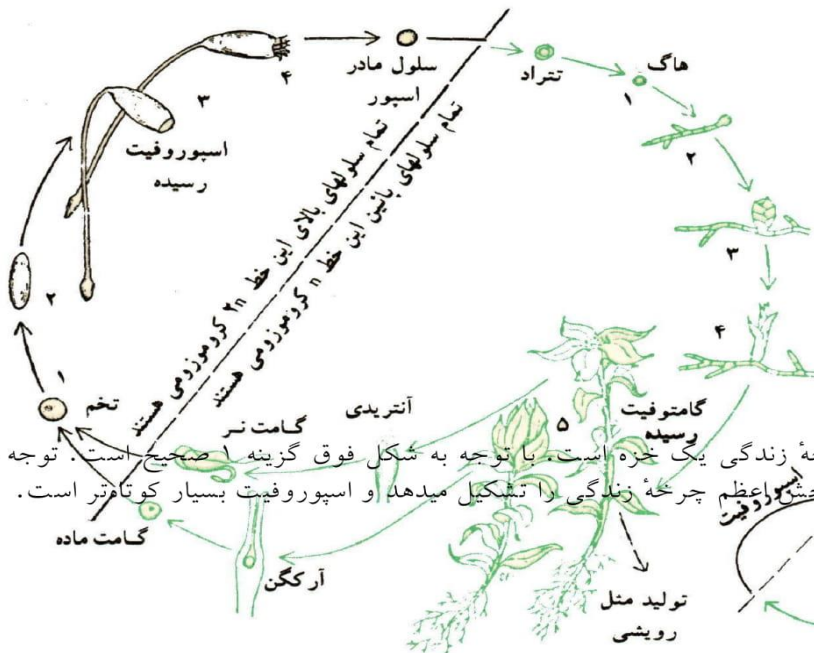 سلول مادر
اسپور
تتراد
هاگ
۱
۲
۳
۴
۵
گامتوفیت
رسیده
تولید مثل
رویشی
آنتریدی
گامت نر
آرکگن
گامت ماده
تخم
۱
۲
۳
۴
اسپوروفیت
رسیده
تمام سلولهای بالای این خط ۲n کروموزومی هستند
تمام سلولهای پائین این خط n کروموزومی هستند
زندگی یک خزه است. با توجه به شکل فوق گزینه ۱ صحیح است. توجه
اعظم چرخهٔ زندگی را تشکیل میدهد و اسپوروفیت بسیار کوتاه‌تر است.
اسپوروفیت